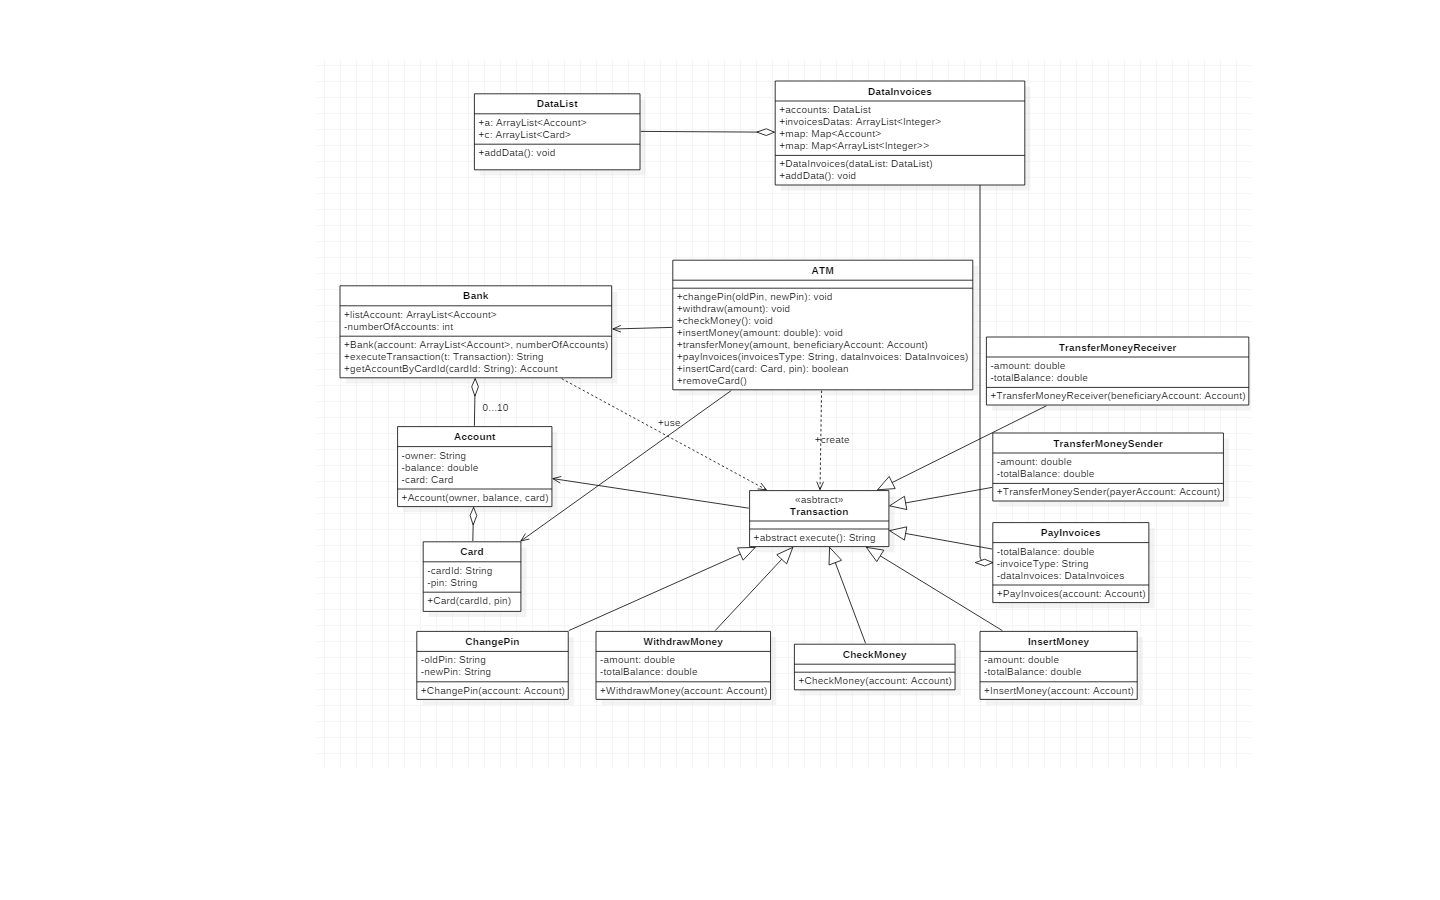 DataList
+a: ArrayList<Account>
+c: ArrayList<Card>
+addData(): void
DataInvoices
+accounts: DataList
+invoicesDatas: ArrayList<Integer>
+map: Map<Account>
+map: Map<ArrayList<Integer>>
+DataInvoices(dataList: DataList)
+addData(): void
Bank
+listAccount: ArrayList<Account>
-numberOfAccounts: int
+Bank(account: ArrayList<Account>, numberOfAccounts)
+executeTransaction(t: Transaction): String
+getAccountByCardId(cardId: String): Account
ATM
+changePin(oldPin, newPin): void
+withdraw(amount): void
+checkMoney(): void
+insertMoney(amount: double): void
+transferMoney(amount, beneficiaryAccount: Account)
+payInvoices(invoicesType: String, dataInvoices: DataInvoices)
+insertCard(card: Card, pin): boolean
+removeCard()
TransferMoneyReceiver
-amount: double
-totalBalance: double
+TransferMoneyReceiver(beneficiaryAccount: Account)
0...10
+use
+create
Account
-owner: String
-balance: double
-card: Card
+Account(owner, balance, card)
TransferMoneySender
-amount: double
-totalBalance: double
+TransferMoneySender(payerAccount: Account)
«asbtract»
Transaction
+abstract execute(): String
PayInvoices
-totalBalance: double
-invoiceType: String
-dataInvoices: DataInvoices
+PayInvoices(account: Account)
Card
-cardId: String
-pin: String
+Card(cardId, pin)
ChangePin
-oldPin: String
-newPin: String
+ChangePin(account: Account)
WithdrawMoney
-amount: double
-totalBalance: double
+WithdrawMoney(account: Account)
CheckMoney
+CheckMoney(account: Account)
InsertMoney
-amount: double
-totalBalance: double
+InsertMoney(account: Account)